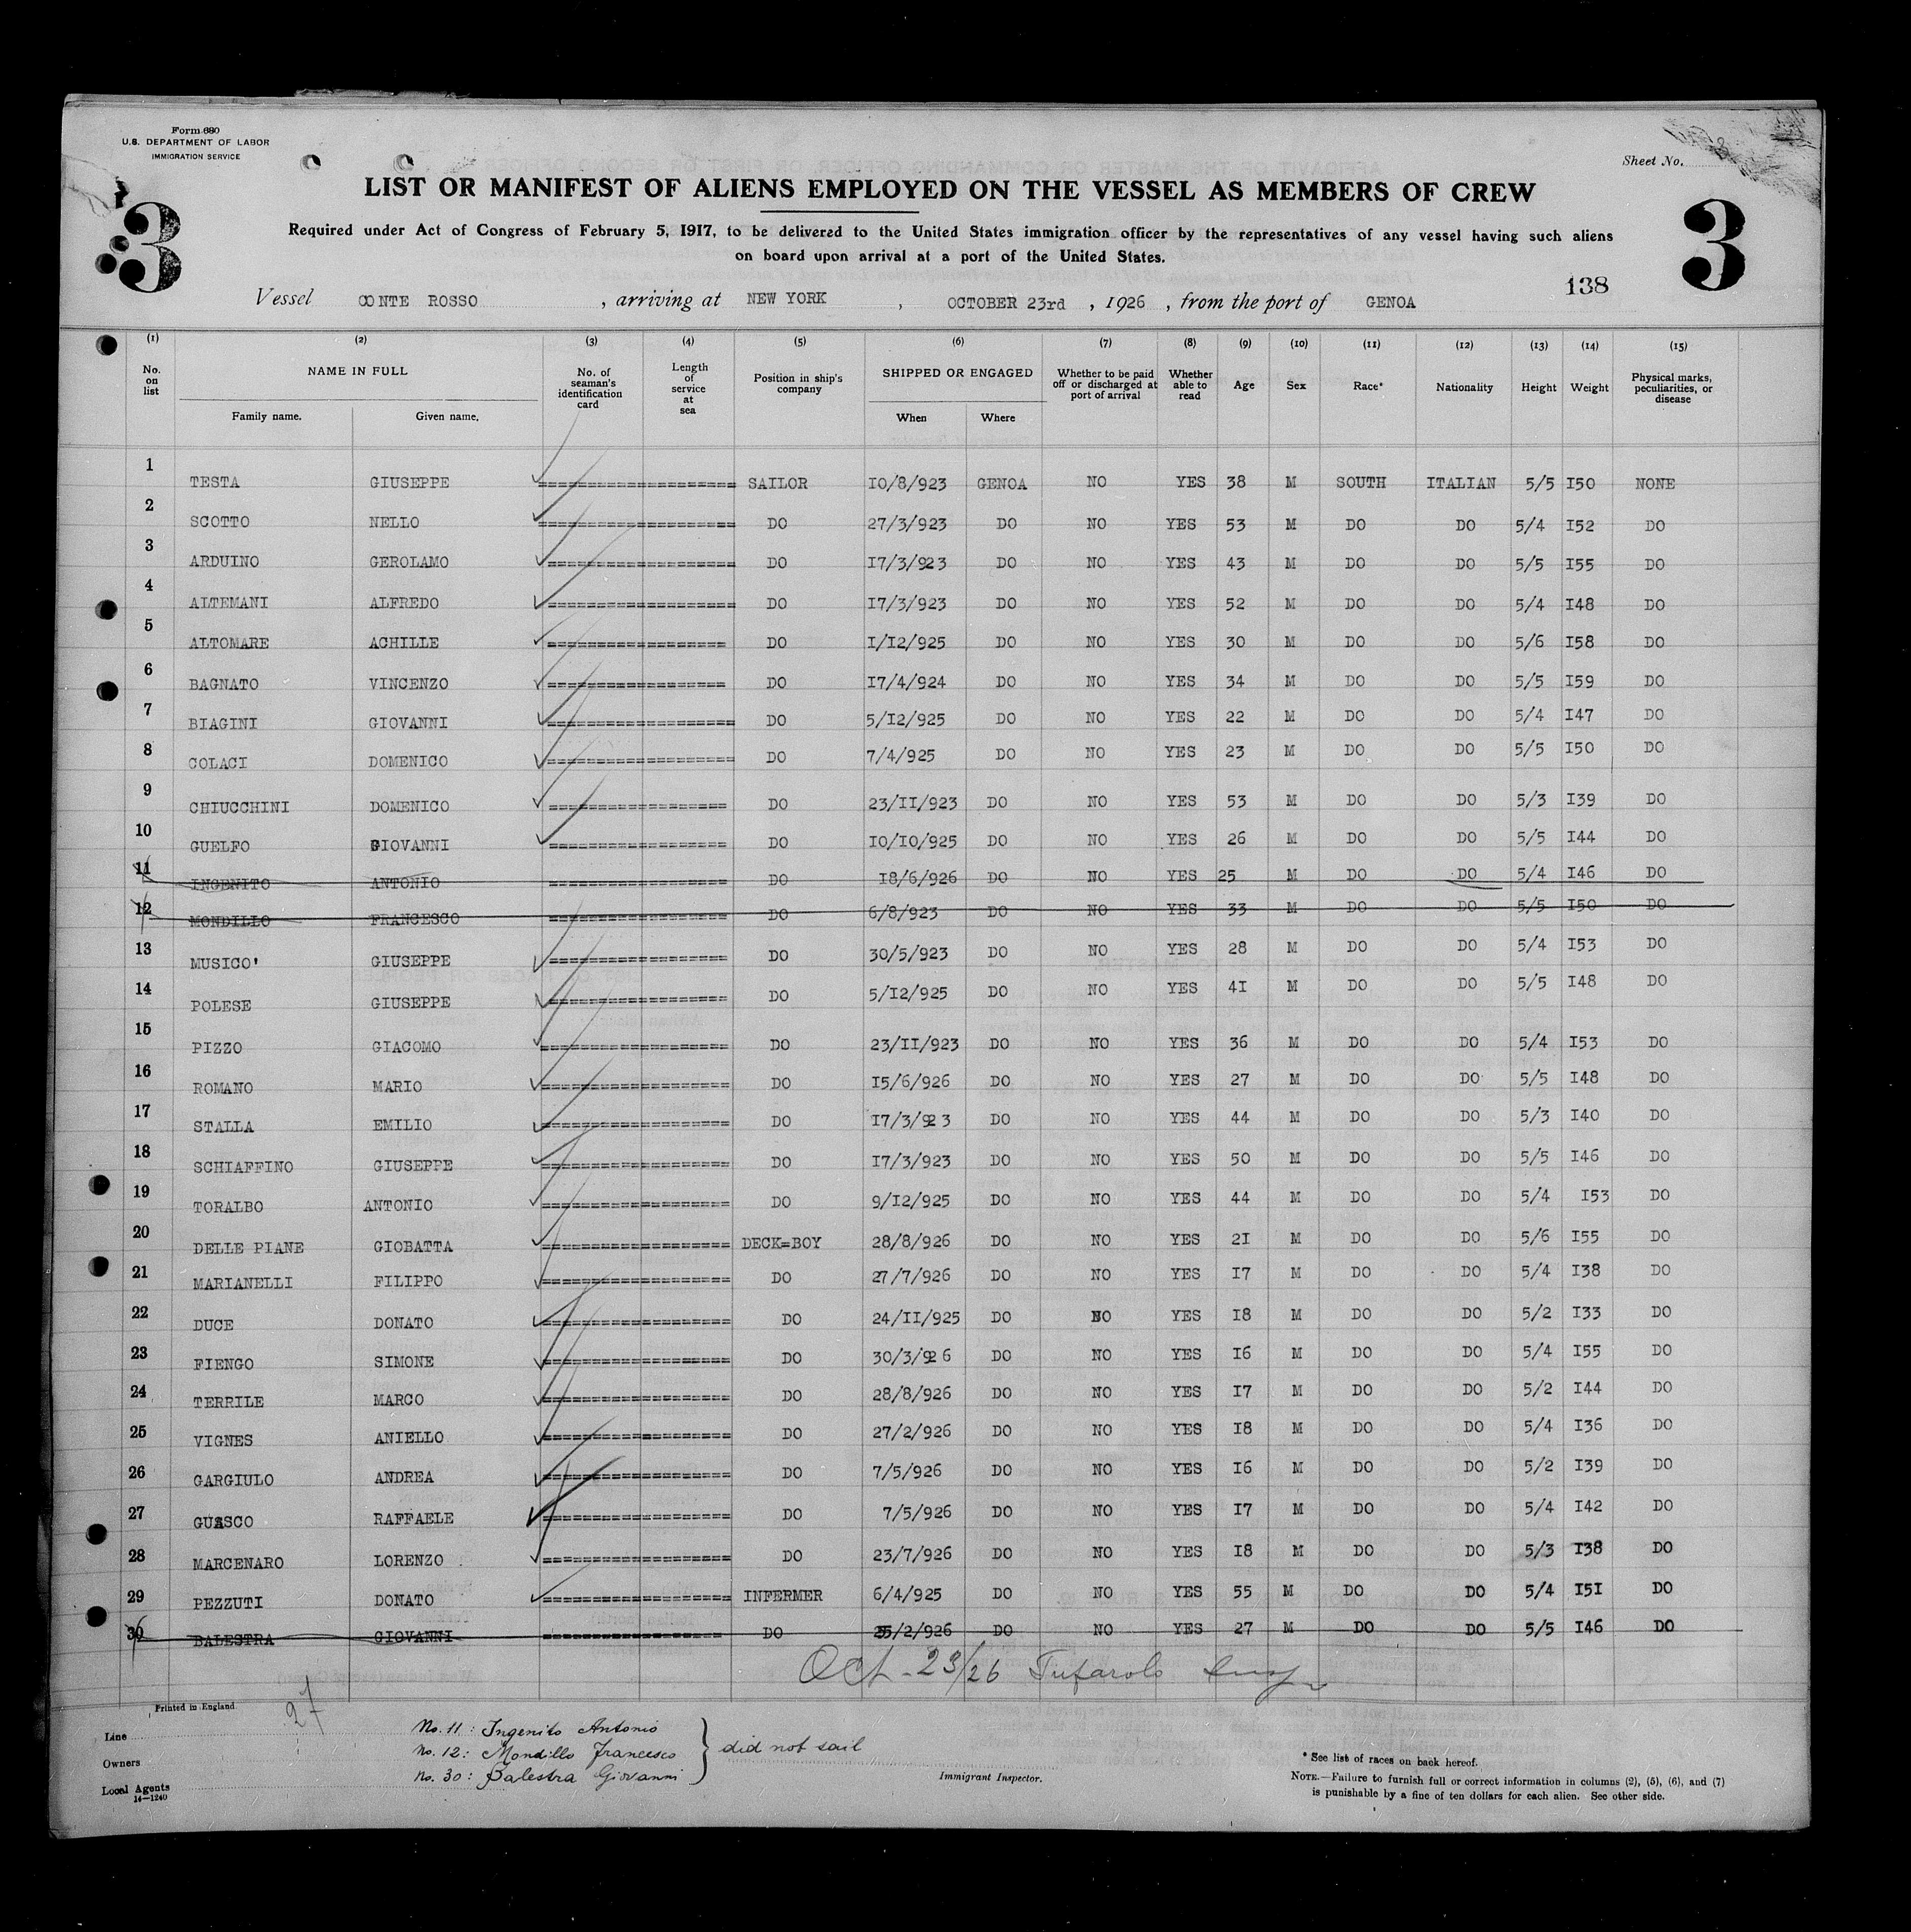 Form 680
U.S. DEPARTMENT OF LABOR
IMMIGRATION SERVICE
Sheet No.
LIST OR MANIFEST OF ALIENS EMPLOYED ON THE VESSEL AS MEMBERS OF CREW
3
3
Required under Act of Congress of February 5, 1917, to be delivered to the United States immigration officer by the representatives of any vessel having such aliens
on board upon arrival at a port of the United States.
138
Vessel CONTE ROSSO , arriving at NEW YORK , OCTOBER 23rd , 1926 , from the port of GENOA
(1) (2) (3) (4) (5) (6) (7) (8) (9) (10) (11) (12) (13) (14) (15)
No. on list NAME IN FULL Family name. Given name. No. of seaman's identification card Length of service at sea Position in ship's company SHIPPED OR ENGAGED When Where Whether to be paid off or discharged at port of arrival Whether able to read Age Sex Race* Nationality Height Weight Physical marks, peculiarities, or disease
1 TESTA GIUSEPPE SAILOR 10/8/923 GENOA NO YES 38 M SOUTH ITALIAN 5/5 150 NONE
2 SCOTTO NELLO DO 27/3/923 DO NO YES 53 M DO DO 5/4 152 DO
3 ARDUINO GEROLAMO DO 17/3/923 DO NO YES 43 M DO DO 5/5 155 DO
4 ALTEMANI ALFREDO DO 17/3/923 DO NO YES 52 M DO DO 5/4 148 DO
5 ALTOMARE ACHILLE DO 1/12/925 DO NO YES 30 M DO DO 5/6 158 DO
6 BAGNATO VINCENZO DO 17/4/924 DO NO YES 34 M DO DO 5/5 159 DO
7 BIAGINI GIOVANNI DO 5/12/925 DO NO YES 22 M DO DO 5/4 147 DO
8 COLACI DOMENICO DO 7/4/925 DO NO YES 23 M DO DO 5/5 150 DO
9 CHIUCCHINI DOMENICO DO 23/11/923 DO NO YES 53 M DO DO 5/3 139 DO
10 GUELFO GIOVANNI DO 10/10/925 DO NO YES 26 M DO DO 5/5 144 DO
11 INGENITO ANTONIO DO 18/6/926 DO NO YES 25 M DO DO 5/4 146 DO
12 MONDILLO FRANCESCO DO 6/8/923 DO NO YES 33 M DO DO 5/5 150 DO
13 MUSICO' GIUSEPPE DO 30/5/923 DO NO YES 28 M DO DO 5/4 153 DO
14 POLESE GIUSEPPE DO 5/12/925 DO NO YES 41 M DO DO 5/5 148 DO
15 PIZZO GIACOMO DO 23/11/923 DO NO YES 36 M DO DO 5/4 153 DO
16 ROMANO MARIO DO 15/6/926 DO NO YES 27 M DO DO 5/5 148 DO
17 STALLA EMILIO DO 17/3/923 DO NO YES 44 M DO DO 5/3 140 DO
18 SCHIAFFINO GIUSEPPE DO 17/3/923 DO NO YES 50 M DO DO 5/5 146 DO
19 TORALBO ANTONIO DO 9/12/925 DO NO YES 44 M DO DO 5/4 153 DO
20 DELLE PIANE GIOBATTA DECK=BOY 28/8/926 DO NO YES 21 M DO DO 5/6 155 DO
21 MARIANELLI FILIPPO DO 27/7/926 DO NO YES 17 M DO DO 5/4 138 DO
22 DUCE DONATO DO 24/11/925 DO NO YES 18 M DO DO 5/2 133 DO
23 FIENGO SIMONE DO 30/3/926 DO NO YES 16 M DO DO 5/4 155 DO
24 TERRILE MARCO DO 28/8/926 DO NO YES 17 M DO DO 5/2 144 DO
25 VIGNES ANIELLO DO 27/2/926 DO NO YES 18 M DO DO 5/4 136 DO
26 GARGIULO ANDREA DO 7/5/926 DO NO YES 16 M DO DO 5/2 139 DO
27 GUASCO RAFFAELE DO 7/5/926 DO NO YES 17 M DO DO 5/4 142 DO
28 MARCENARO LORENZO DO 23/7/926 DO NO YES 18 M DO DO 5/3 138 DO
29 PEZZUTI DONATO INFERMER 6/4/925 DO NO YES 55 M DO DO 5/4 151 DO
30 BALESTRA GIOVANNI DO 25/2/926 DO NO YES 27 M DO DO 5/5 146 DO
Oct - 23/26 Tufarolo
Printed in England
27
Line
Owners
Local Agents
14—1240
No. 11: Ingenito Antonio
No. 12: Mondillo Francesco
No. 30: Balestra Giovanni
did not sail
Immigrant Inspector.
* See list of races on back hereof.
NOTE.—Failure to furnish full or correct information in columns (2), (5), (6), and (7)
is punishable by a fine of ten dollars for each alien. See other side.